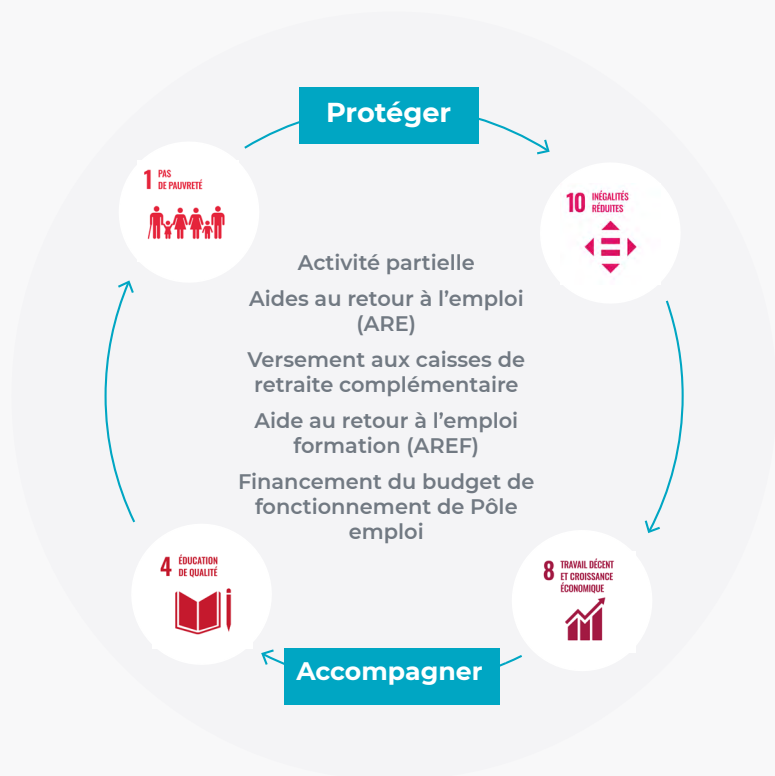 Protéger
1 PAS
DE PAUVRETÉ
10 INÉGALITÉS
RÉDUITES
Activité partielle
Aides au retour à l’emploi
(ARE)
Versement aux caisses de
retraite complémentaire
Aide au retour à l’emploi
formation (AREF)
Financement du budget de
fonctionnement de Pôle
emploi
4 ÉDUCATION
DE QUALITÉ
8 TRAVAIL DÉCENT
ET CROISSANCE
ÉCONOMIQUE
Accompagner